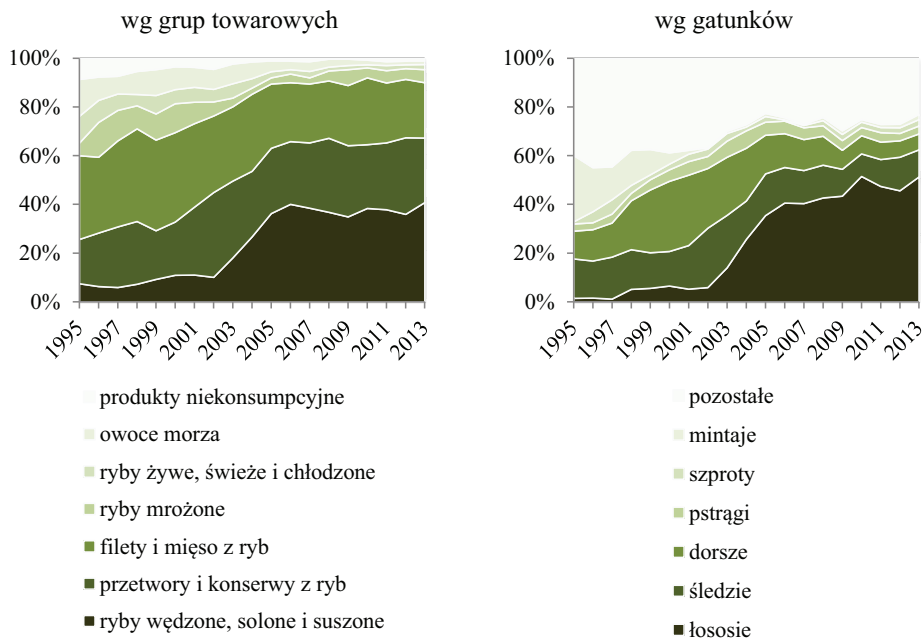 wg grup towarowych
100%
80%
60%
40%
20%
0%
1995
1997
1999
2001
2003
2005
2007
2009
2011
2013
produkty niekonsumpcyjne
owoce morza
ryby żywe, świeże i chłodzone
ryby mrożone
filety i mięso z ryb
przetwory i konserwy z ryb
ryby wędzone, solone i suszone
wg gatunków
100%
80%
60%
40%
20%
0%
1995
1997
1999
2001
2003
2005
2007
2009
2011
2013
pozostałe
mintaje
szproty
pstrągi
dorsze
śledzie
łososie